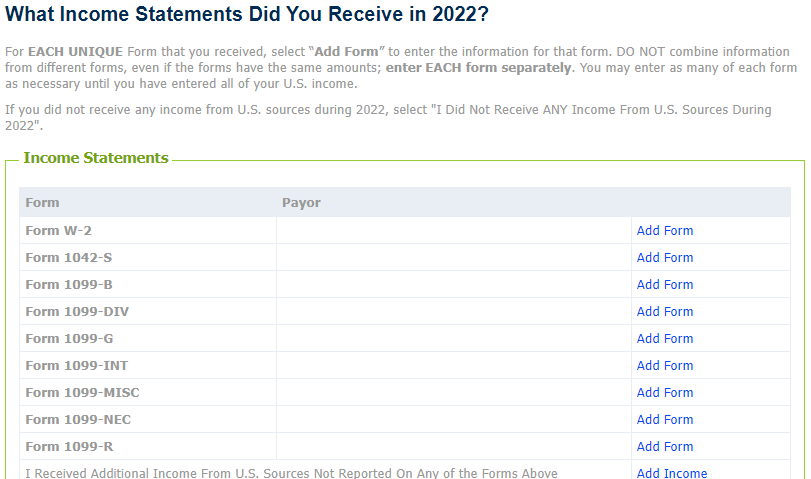 What Income Statements Did You Receive in 2022?
For EACH UNIQUE Form that you received, select “Add Form” to enter the information for that form. DO NOT combine information
from different forms, even if the forms have the same amounts; enter EACH form separately. You may enter as many of each form
as necessary until you have entered all of your U.S. income.
If you did not receive any income from U.S. sources during 2022, select "I Did Not Receive ANY Income From U.S. Sources During
2022".
Income Statements
Form Payor
Form W-2 Add Form
Form 1042-S Add Form
Form 1099-B Add Form
Form 1099-DIV Add Form
Form 1099-G Add Form
Form 1099-INT Add Form
Form 1099-MISC Add Form
Form 1099-NEC Add Form
Form 1099-R Add Form
I Received Additional Income From U.S. Sources Not Reported On Any of the Forms Above Add Income